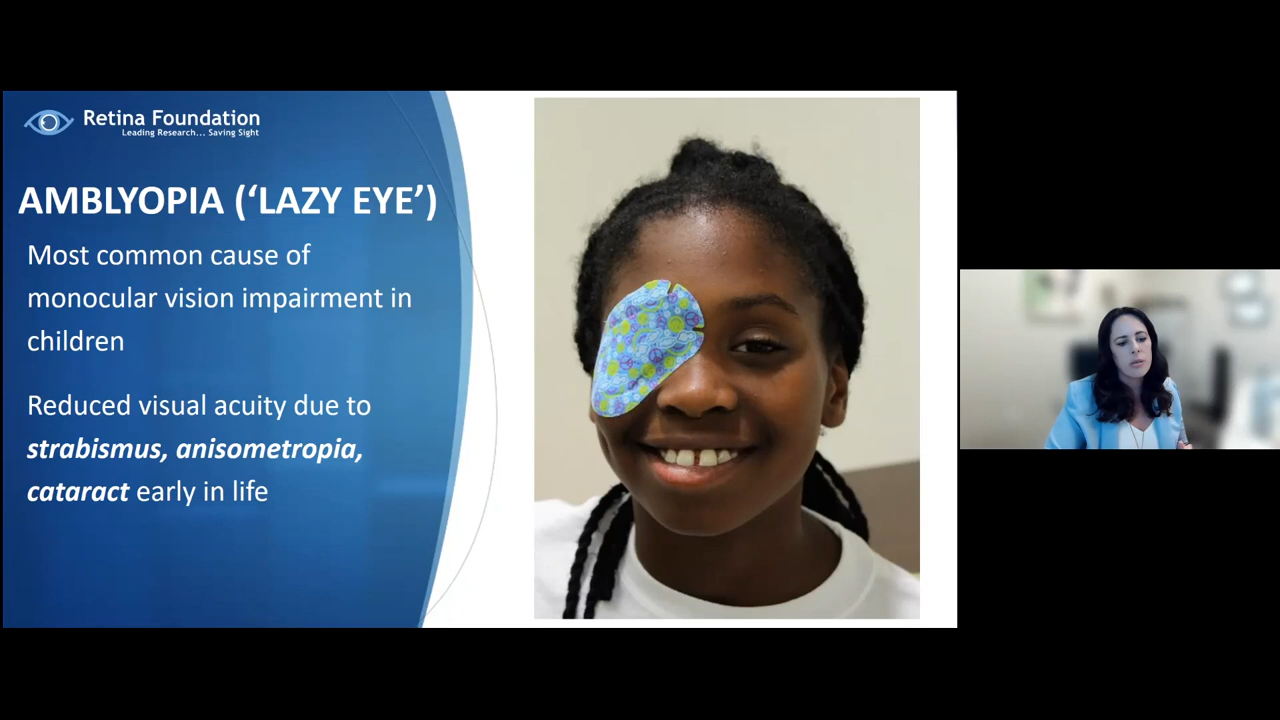 Retina Foundation
Leading Research... Saving Sight
AMBLYOPIA (‘LAZY EYE’)
Most common cause of
monocular vision impairment in
children
Reduced visual acuity due to
strabismus, anisometropia,
cataract early in life